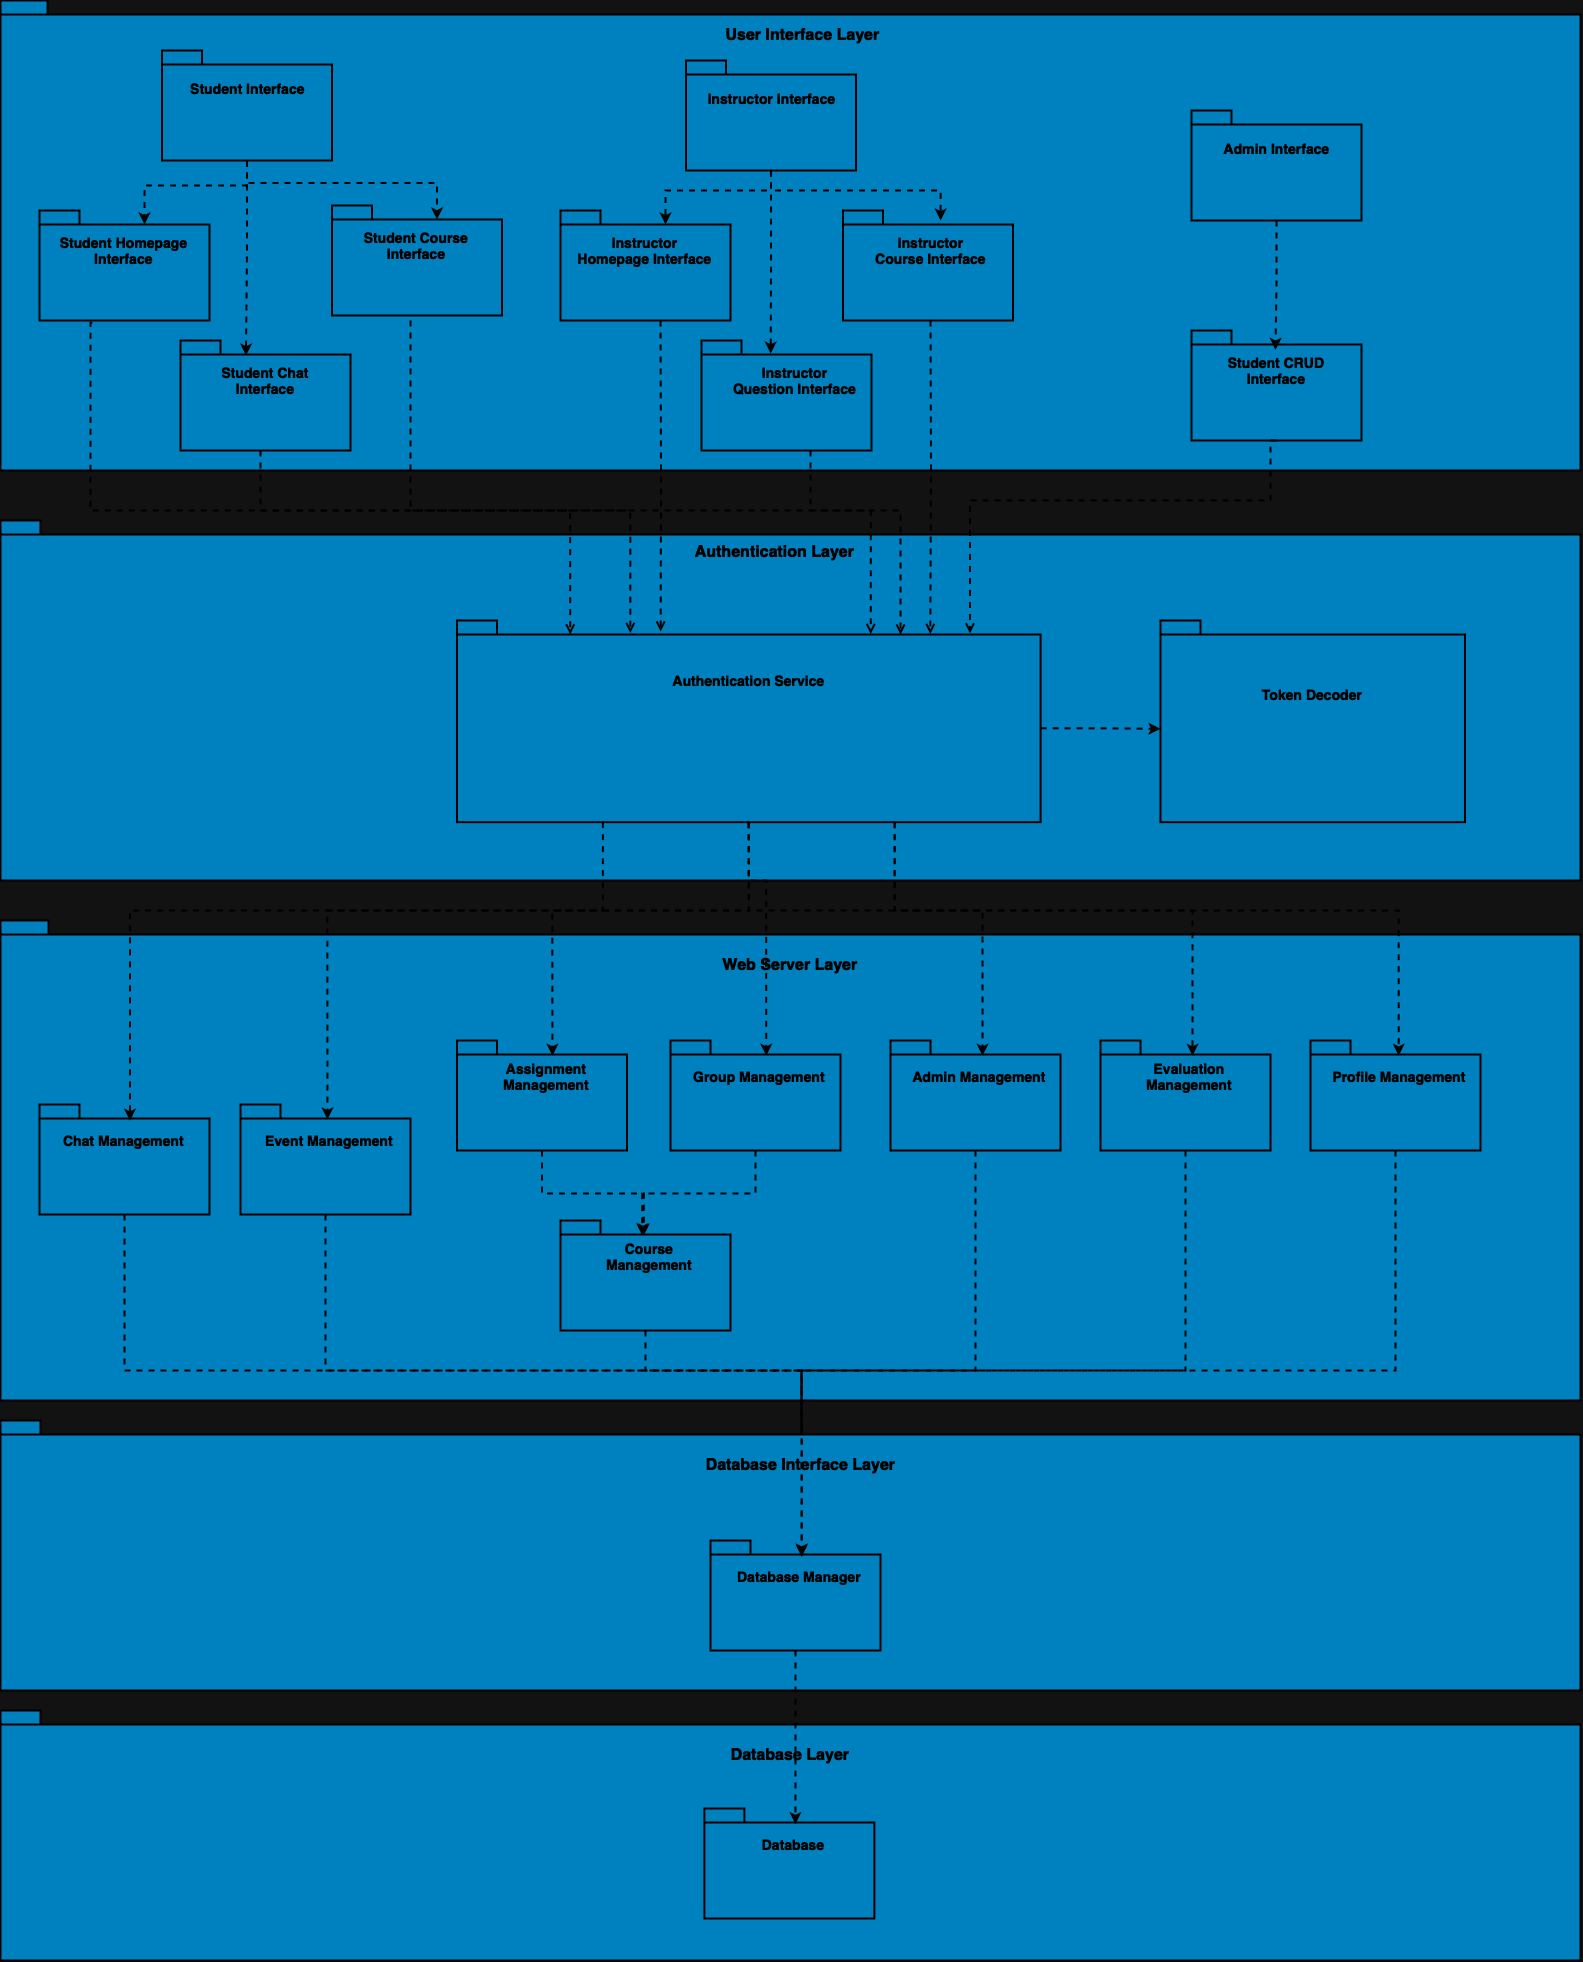 User Interface Layer
Student Interface
Instructor Interface
Admin Interface
Student Homepage
Interface
Student Course
Interface
Instructor
Homepage Interface
Instructor
Course Interface
Student Chat
Interface
Instructor
Question Interface
Student CRUD
Interface
Authentication Layer
Authentication Service
Token Decoder
Web Server Layer
Assignment
Management
Group Management
Admin Management
Evaluation
Management
Profile Management
Chat Management
Event Management
Course
Management
Database Interface Layer
Database Manager
Database Layer
Database